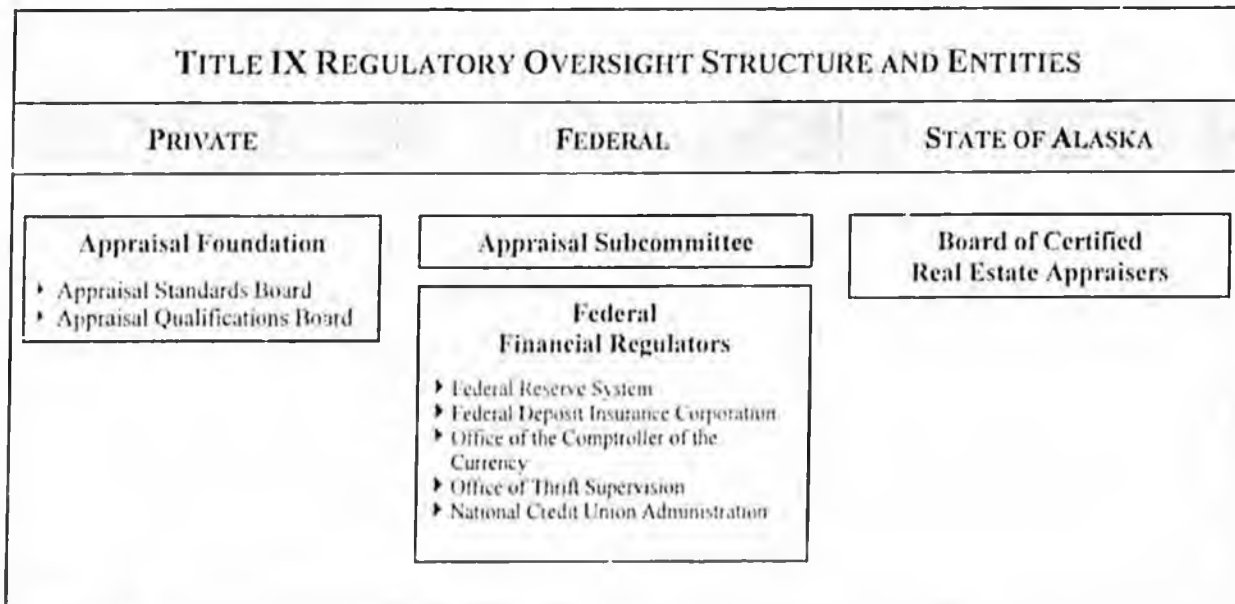 TITLE IX REGULATORY OVERSIGHT STRUCTURE AND ENTITIES
PRIVATE
FEDERAL
STATE OF ALASKA
Appraisal Foundation
▸ Appraisal Standards Board
▸ Appraisal Qualifications Board
Appraisal Subcommittee
Federal
Financial Regulators
▸ Federal Reserve System
▸ Federal Deposit Insurance Corporation
▸ Office of the Comptroller of the
Currency
▸ Office of Thrift Supervision
▸ National Credit Union Administration
Board of Certified
Real Estate Appraisers